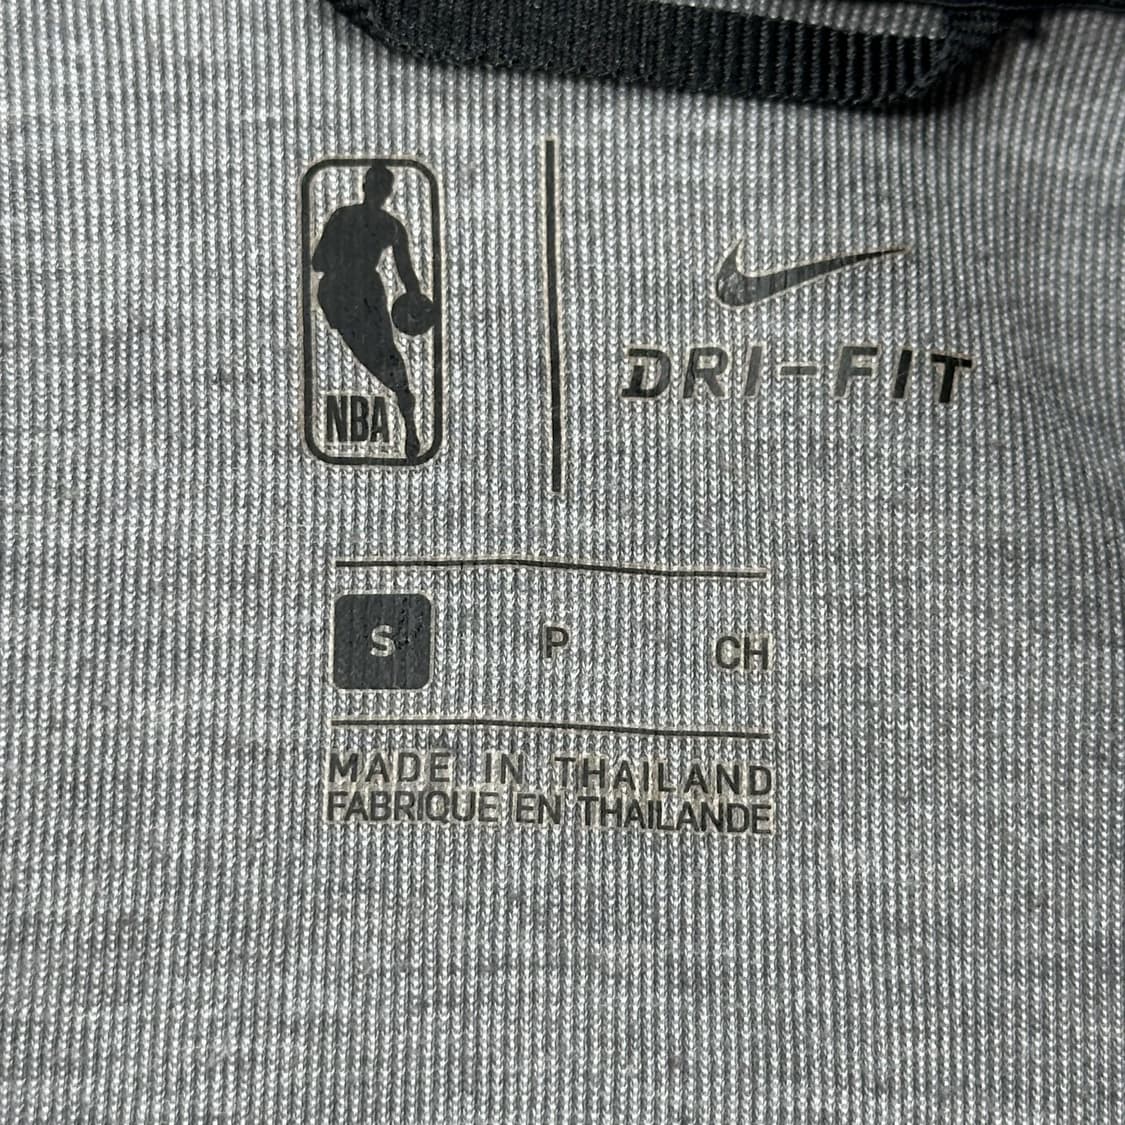 NBA
DRI-FIT
S P CH
MADE IN THAILAND
FABRIQUE EN THAILANDE